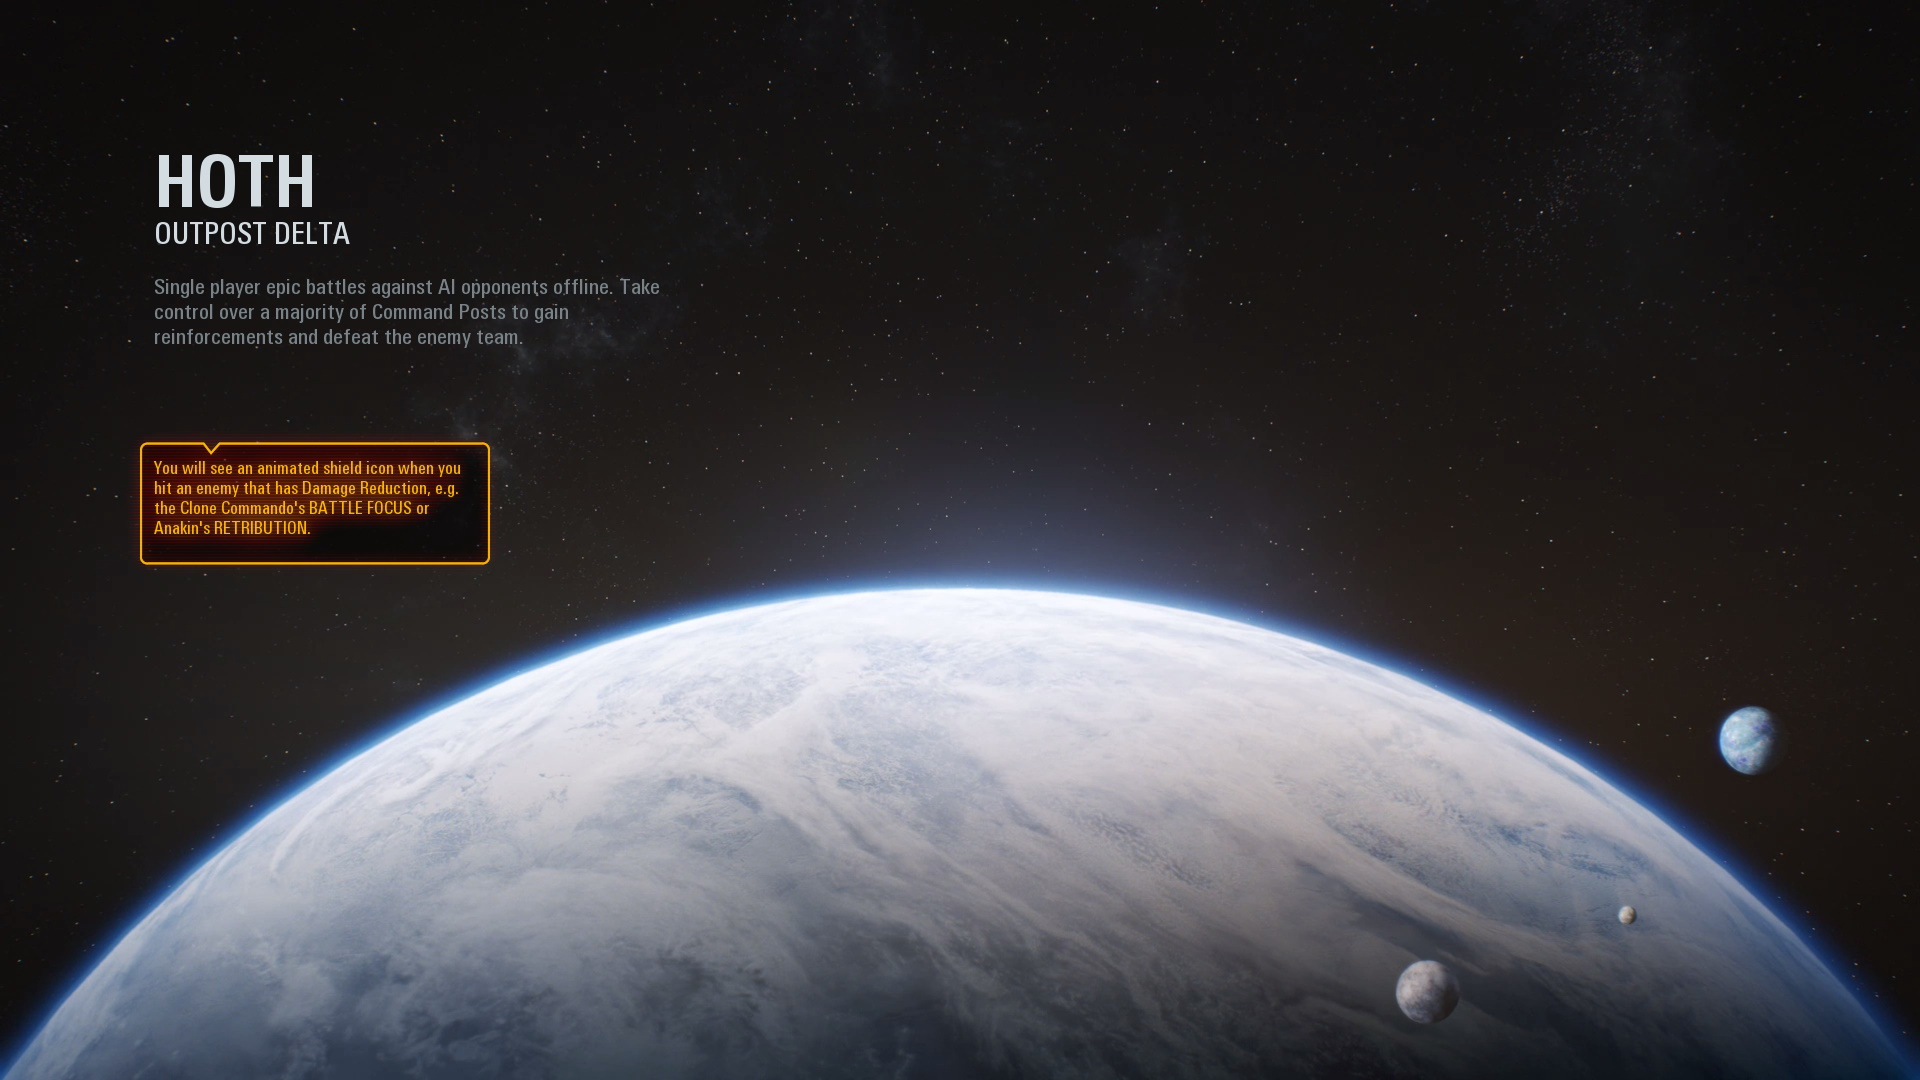 HOTH
OUTPOST DELTA
Single player epic battles against AI opponents offline. Take
control over a majority of Command Posts to gain
reinforcements and defeat the enemy team.
You will see an animated shield icon when you
hit an enemy that has Damage Reduction, e.g.
the Clone Commando's BATTLE FOCUS or
Anakin's RETRIBUTION.